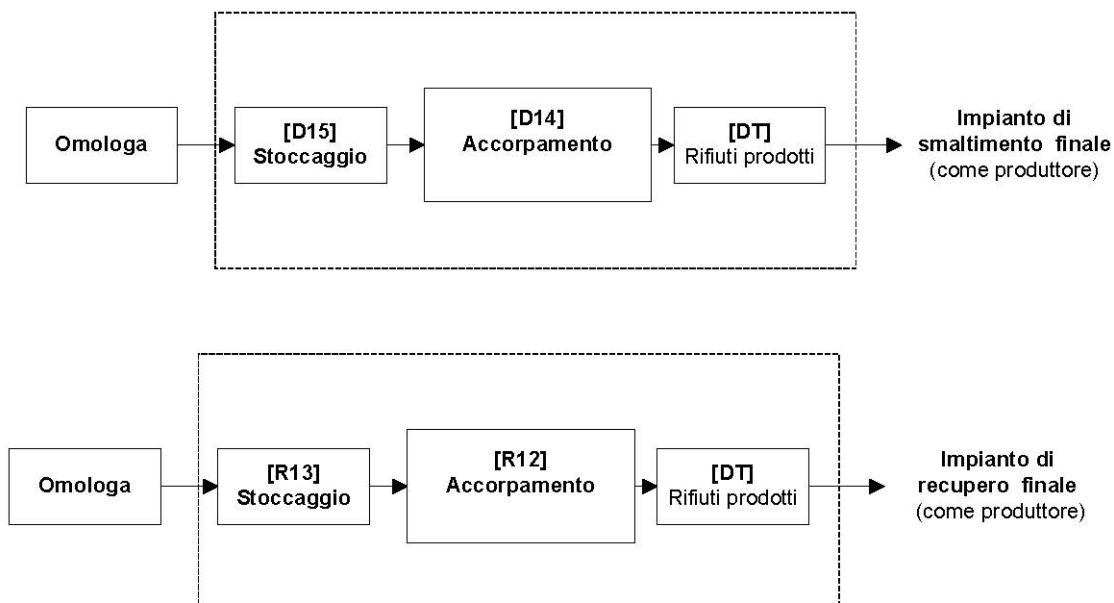 Omologa
[D15]
Stoccaggio
[D14]
Accorpamento
[DT]
Rifiuti prodotti
Impianto di
smaltimento finale
(come produttore)
Omologa
[R13]
Stoccaggio
[R12]
Accorpamento
[DT]
Rifiuti prodotti
Impianto di
recupero finale
(come produttore)